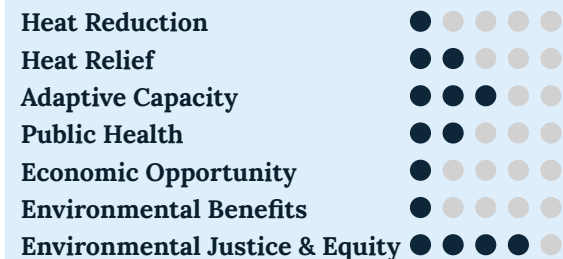 Heat Reduction
Heat Relief
Adaptive Capacity
Public Health
Economic Opportunity
Environmental Benefits
Environmental Justice & Equity